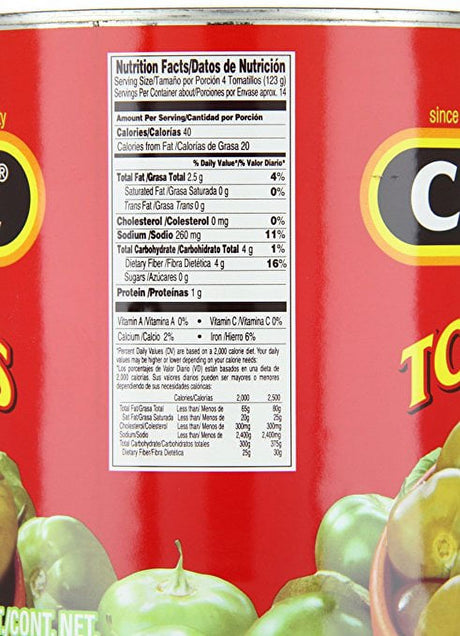 Nutrition Facts/Datos de Nutrición
Serving Size/Tamaño por Porción 4 Tomatillos (123 g)
Servings Per Container about/Porciones por Envase aprox. 14
Amount Per Serving/Cantidad por Porción
Calories/Calorías 40
Calories from Fat /Calorías de Grasa 20
% Daily Value*/% Valor Diario*
Total Fat /Grasa Total 2.5 g 4%
Saturated Fat /Grasa Saturada 0 g 0%
Trans Fat /Grasa Trans 0 g
Cholesterol /Colesterol 0 mg 0%
Sodium /Sodio 260 mg 11%
Total Carbohydrate /Carbohidrato Total 4 g 1%
Dietary Fiber /Fibra Dietética 4 g 16%
Sugars /Azúcares 0 g
Protein /Proteínas 1 g
Vitamin A /Vitamina A 0% • Vitamin C /Vitamina C 0%
Calcium /Calcio 2% • Iron /Hierro 6%
*Percent Daily Values (DV) are based on a 2,000 calorie diet. Your daily
values may be higher or lower depending on your calorie needs:
*Los porcentajes de Valor Diario (VD) están basados en una dieta de
2,000 calorías. Sus valores diarios pueden ser mayores o menores
dependiendo de sus necesidades calóricas:
Calories/Calorías 2,000 2,500
Total Fat/Grasa Total Less than/ Menos de 65g 80g
Sat Fat/Grasa Saturada Less than/ Menos de 20g 25g
Cholesterol/Colesterol Less than/ Menos de 300mg 300mg
Sodium/Sodio Less than/ Menos de 2,400g 2,400mg
Total Carbohydrate/Carbohidratos totales 300g 375g
Dietary Fiber/Fibra Dietética 25g 30g
since
®
C
TO
S
T./CONT. NET.